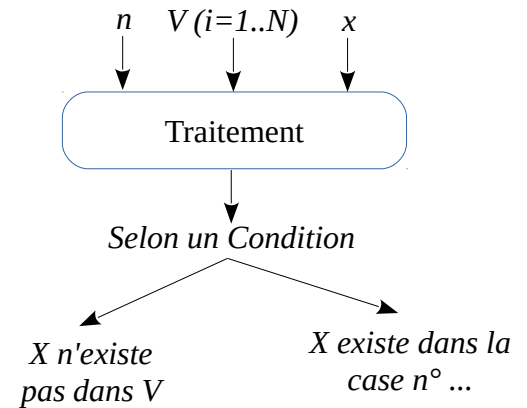 n V (i=1..N) x
Traitement
Selon un Condition
X n'existe
pas dans V
X existe dans la
case n° ...